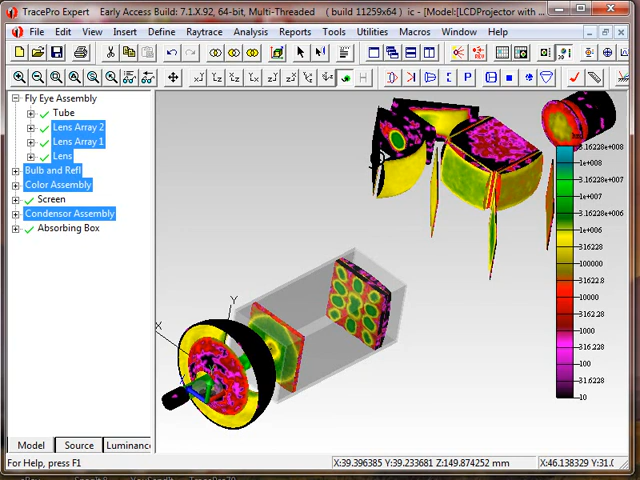 TracePro Expert    Early Access Build: 7.1.X.92, 64-bit, Multi-Threaded    ( build 11259x64 ) ic - [Model:[LCDProjector with ...
File Edit View Insert Define Raytrace Analysis Reports Tools Utilities Macros Window Help
Fly Eye Assembly
Tube
Lens Array 2
Lens Array 1
Lens
Bulb and Refl
Color Assembly
Screen
Condensor Assembly
Absorbing Box
Y
X
3.16228e+008
1e+008
3.16228e+007
1e+007
3.16228e+006
1e+006
316228
100000
31622.8
10000
3162.28
1000
316.228
100
31.6228
10
Model Source Luminanc
For Help, press F1
X:39.396385 Y:39.233681 Z:149.874252 mm
X:46.138329 Y:31.0